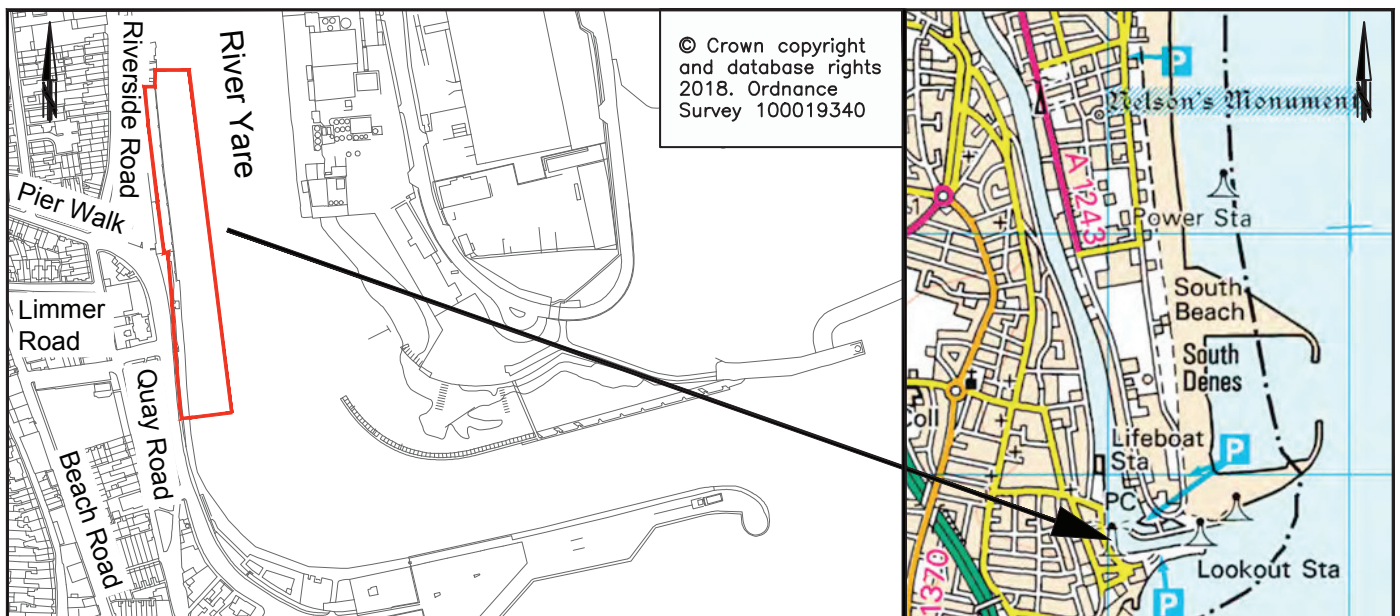 Riverside Road
River Yare
Pier Walk
Limmer
Road
Quay Road
Beach Road
© Crown copyright
and database rights
2018. Ordnance
Survey 100019340
N
P
Nelson's Monument
N
A 1243
Power Sta
South
Beach
South
Denes
Coll
Lifeboat
Sta
P
PC
Lookout Sta
1370
P